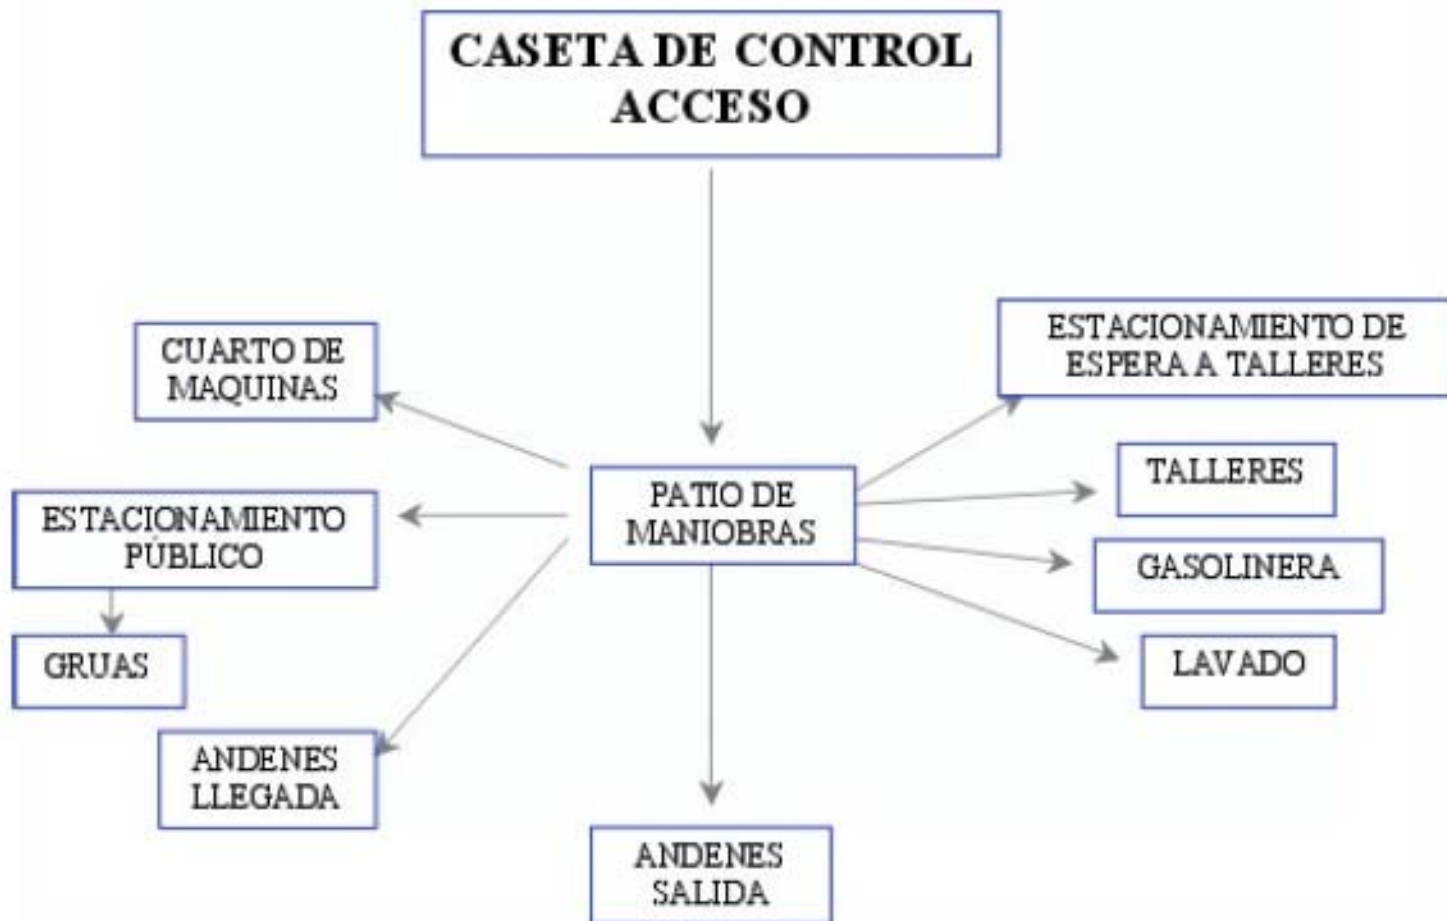 CASETA DE CONTROL
ACCESO
CUARTO DE
MAQUINAS
ESTACIONAMIENTO DE
ESPERA A TALLERES
TALLERES
PATIO DE
MANIOBRAS
ESTACIONAMIENTO
PÚBLICO
GASOLINERA
GRUAS
LAVADO
ANDENES
LLEGADA
ANDENES
SALIDA